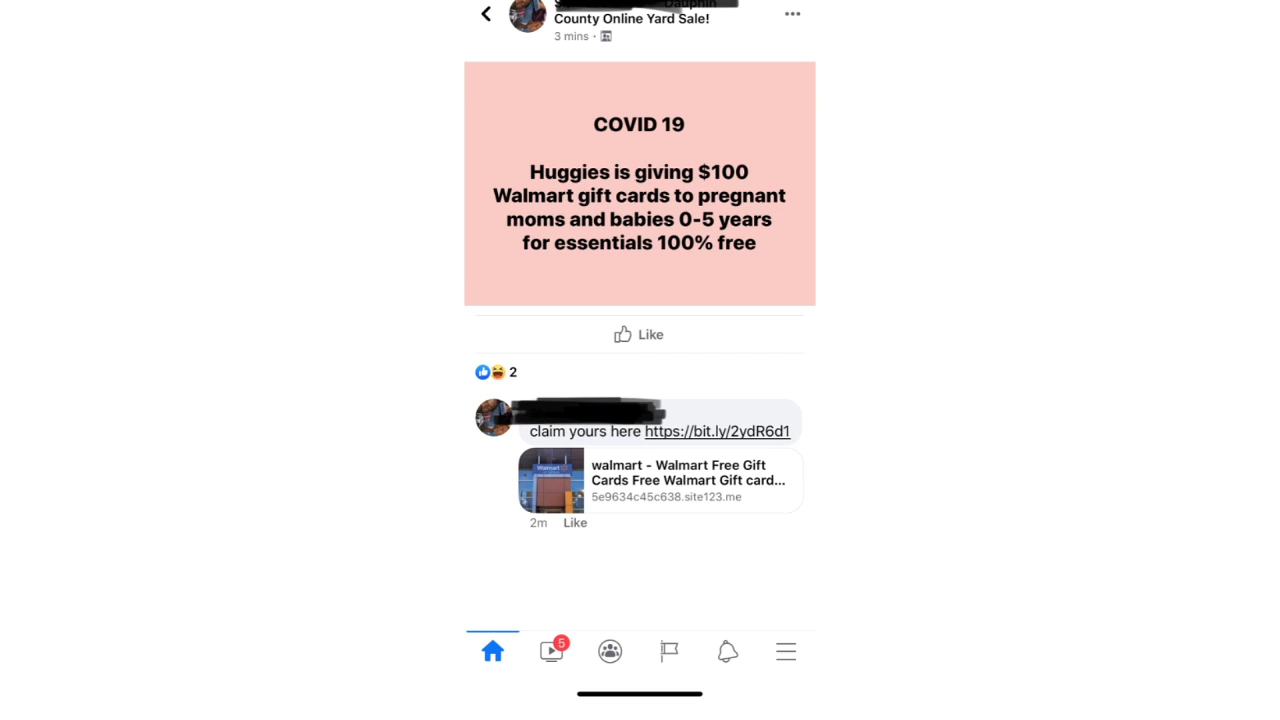 Dauphin
County Online Yard Sale!
3 mins ·
COVID 19
Huggies is giving $100
Walmart gift cards to pregnant
moms and babies 0-5 years
for essentials 100% free
Like
2
claim yours here https://bit.ly/2ydR6d1
Walmart
walmart - Walmart Free Gift
Cards Free Walmart Gift card...
5e9634c45c638.site123.me
2m Like
5